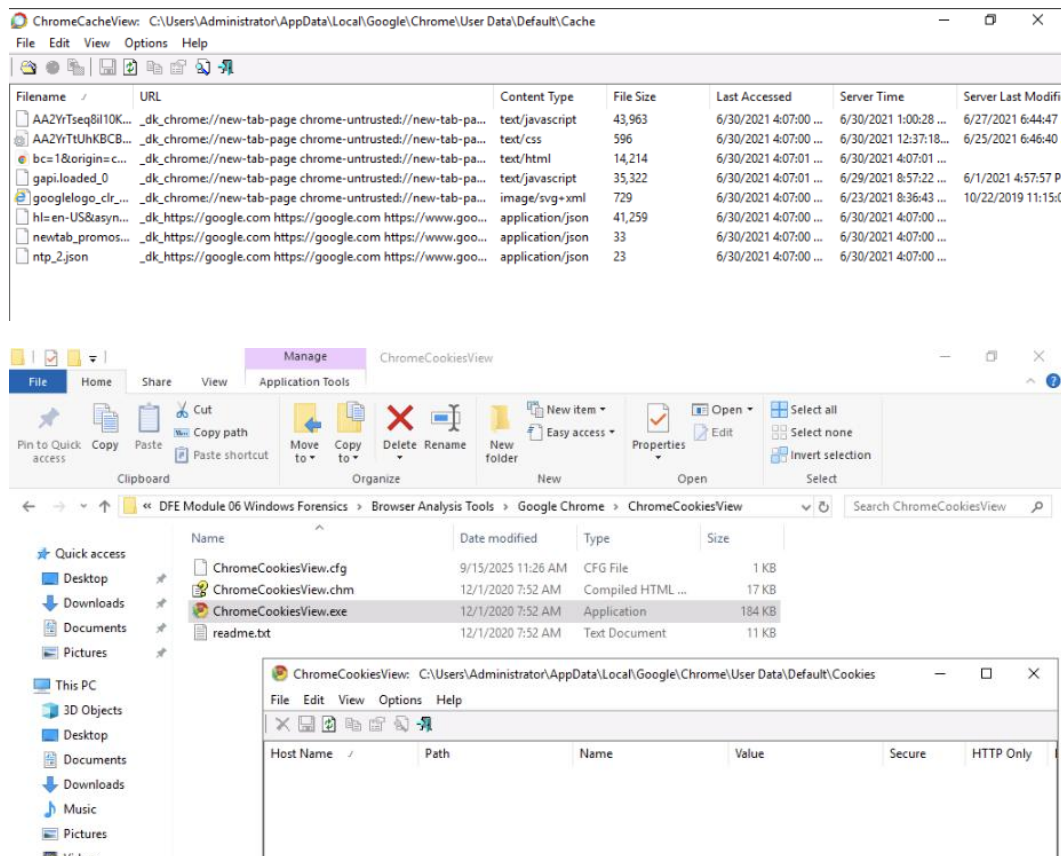 ChromeCacheView: C:\Users\Administrator\AppData\Local\Google\Chrome\User Data\Default\Cache
File Edit View Options Help
Filename / URL Content Type File Size Last Accessed Server Time Server Last Modifi
AA2YrTseq8il10K... _dk_chrome://new-tab-page chrome-untrusted://new-tab-pa... text/javascript 43,963 6/30/2021 4:07:00 ... 6/30/2021 1:00:28 ... 6/27/2021 6:44:47
AA2YrTtUhKBCB... _dk_chrome://new-tab-page chrome-untrusted://new-tab-pa... text/css 596 6/30/2021 4:07:00 ... 6/30/2021 12:37:18... 6/25/2021 6:46:40
bc=1&origin=c... _dk_chrome://new-tab-page chrome-untrusted://new-tab-pa... text/html 14,214 6/30/2021 4:07:01 ... 6/30/2021 4:07:01 ...
gapi.loaded_0 _dk_chrome://new-tab-page chrome-untrusted://new-tab-pa... text/javascript 35,322 6/30/2021 4:07:01 ... 6/29/2021 8:57:22 ... 6/1/2021 4:57:57 P
googlelogo_clr_... _dk_chrome://new-tab-page chrome-untrusted://new-tab-pa... image/svg+xml 729 6/30/2021 4:07:00 ... 6/23/2021 8:36:43 ... 10/22/2019 11:15:0
hl=en-US&asyn... _dk_https://google.com https://google.com https://www.goo... application/json 41,259 6/30/2021 4:07:00 ... 6/30/2021 4:07:00 ...
newtab_promos... _dk_https://google.com https://google.com https://www.goo... application/json 33 6/30/2021 4:07:00 ... 6/30/2021 4:07:00 ...
ntp_2.json _dk_https://google.com https://google.com https://www.goo... application/json 23 6/30/2021 4:07:00 ... 6/30/2021 4:07:00 ...
Manage ChromeCookiesView
File Home Share View Application Tools
Pin to Quick access Copy Paste
Cut
Copy path
Paste shortcut
Move to Copy to Delete Rename
New folder
New item
Easy access
Properties
Open
Edit
Select all
Select none
Invert selection
Clipboard Organize New Open Select
« DFE Module 06 Windows Forensics › Browser Analysis Tools › Google Chrome › ChromeCookiesView Search ChromeCookiesView
Name Date modified Type Size
Quick access
Desktop
Downloads
Documents
Pictures
This PC
3D Objects
Desktop
Documents
Downloads
Music
Pictures
ChromeCookiesView.cfg 9/15/2025 11:26 AM CFG File 1 KB
ChromeCookiesView.chm 12/1/2020 7:52 AM Compiled HTML ... 17 KB
ChromeCookiesView.exe 12/1/2020 7:52 AM Application 184 KB
readme.txt 12/1/2020 7:52 AM Text Document 11 KB
ChromeCookiesView: C:\Users\Administrator\AppData\Local\Google\Chrome\User Data\Default\Cookies
File Edit View Options Help
Host Name / Path Name Value Secure HTTP Only